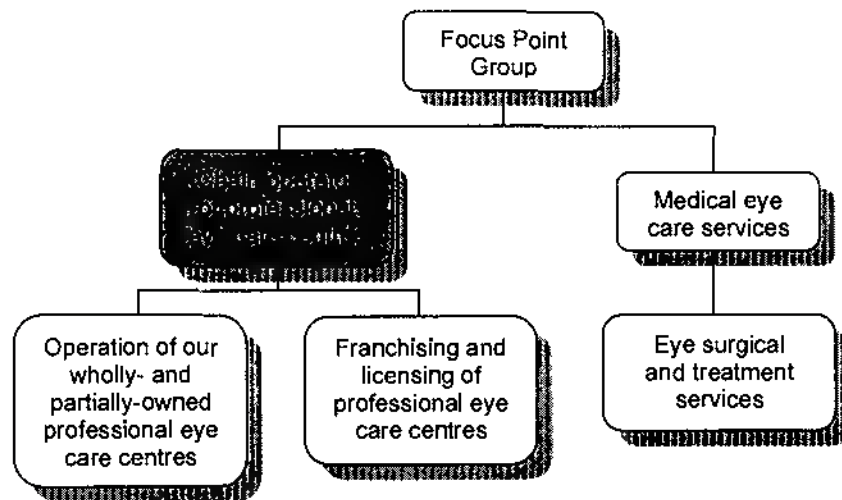 Focus Point
Group
Medical eye
care services
Operation of our
wholly- and
partially-owned
professional eye
care centres
Franchising and
licensing of
professional eye
care centres
Eye surgical
and treatment
services